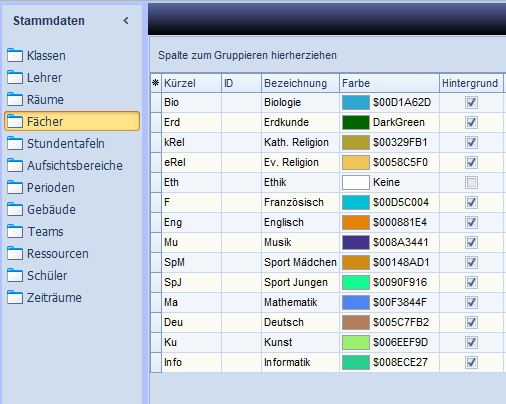 Stammdaten
Klassen
Lehrer
Räume
Fächer
Stundentafeln
Aufsichtsbereiche
Perioden
Gebäude
Teams
Ressourcen
Schüler
Zeiträume
Spalte zum Gruppieren hierherziehen
Kürzel ID Bezeichnung Farbe Hintergrund
Bio Biologie $00D1A62D
Erd Erdkunde DarkGreen
kRel Kath. Religion $00329FB1
eRel Ev. Religion $0058C5F0
Eth Ethik Keine
F Französisch $00D5C004
Eng Englisch $000881E4
Mu Musik $008A3441
SpM Sport Mädchen $00148AD1
SpJ Sport Jungen $0090F916
Ma Mathematik $00F3844F
Deu Deutsch $005C7FB2
Ku Kunst $006EEF9D
Info Informatik $008ECE27